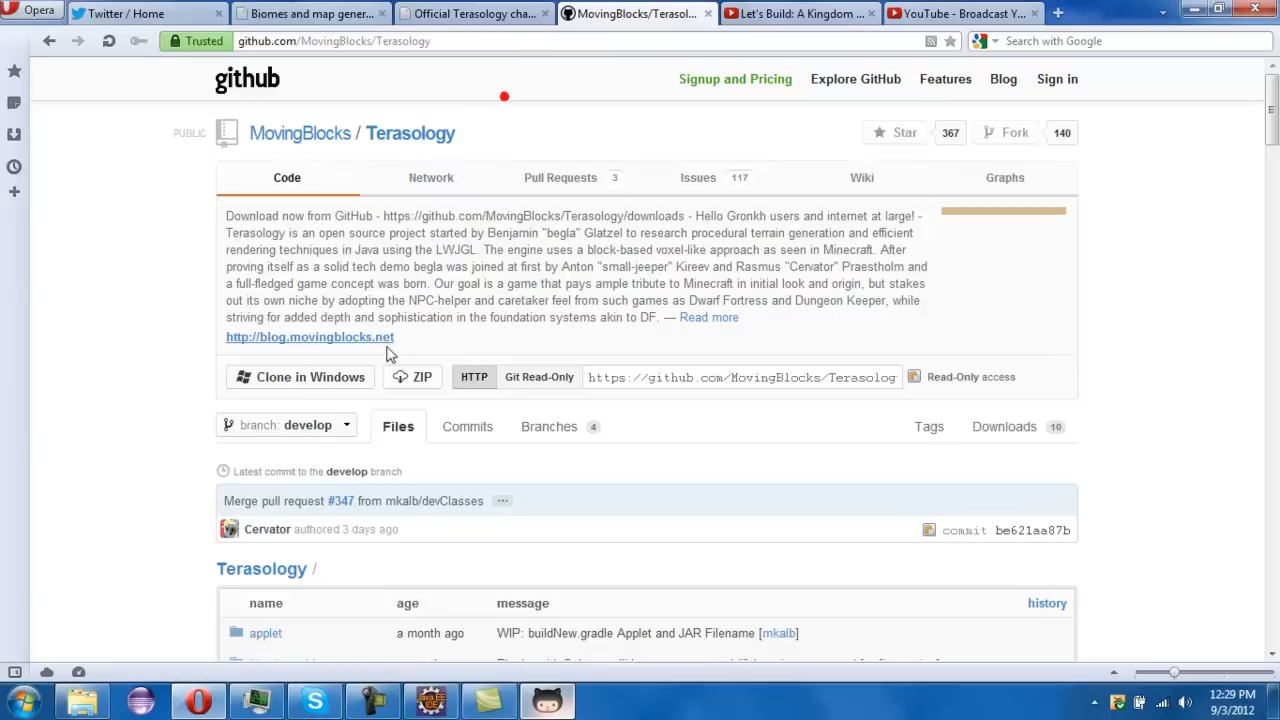 Opera
Twitter / Home
Biomes and map gener...
Official Terasology cha...
MovingBlocks/Terasol...
Let's Build: A Kingdom ...
YouTube - Broadcast Y...
Trusted
github.com/MovingBlocks/Terasology
Search with Google
github
Signup and Pricing
Explore GitHub
Features
Blog
Sign in
PUBLIC
MovingBlocks / Terasology
Star
367
Fork
140
Code
Network
Pull Requests 3
Issues 117
Wiki
Graphs
Download now from GitHub - https://github.com/MovingBlocks/Terasology/downloads - Hello Gronkh users and internet at large! -
Terasology is an open source project started by Benjamin "begla" Glatzel to research procedural terrain generation and efficient
rendering techniques in Java using the LWJGL. The engine uses a block-based voxel-like approach as seen in Minecraft. After
proving itself as a solid tech demo begla was joined at first by Anton "small-jeeper" Kireev and Rasmus "Cervator" Praestholm and
a full-fledged game concept was born. Our goal is a game that pays ample tribute to Minecraft in initial look and origin, but stakes
out its own niche by adopting the NPC-helper and caretaker feel from such games as Dwarf Fortress and Dungeon Keeper, while
striving for added depth and sophistication in the foundation systems akin to DF. — Read more
http://blog.movingblocks.net
Clone in Windows
ZIP
HTTP
Git Read-Only
https://github.com/MovingBlocks/Terasolog
Read-Only access
branch: develop
Files
Commits
Branches 4
Tags
Downloads 10
Latest commit to the develop branch
Merge pull request #347 from mkalb/devClasses ...
Cervator authored 3 days ago
commit be621aa87b
Terasology /
name
age
message
history
applet
a month ago
WIP: buildNew.gradle Applet and JAR Filename [mkalb]
12:29 PM
9/3/2012